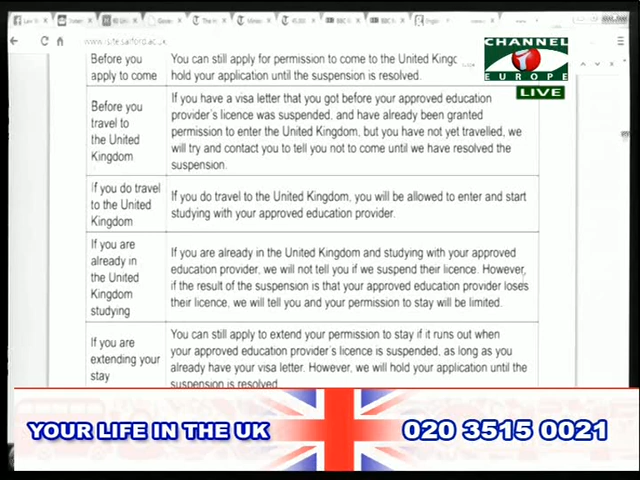 www.isite.salford.ac.uk
CHANNEL
i
EUROPE
LIVE
Before you
apply to come
You can still apply for permission to come to the United Kingdo
hold your application until the suspension is resolved.
Before you
travel to
the United
Kingdom
If you have a visa letter that you got before your approved education
provider's licence was suspended, and have already been granted
permission to enter the United Kingdom, but you have not yet travelled, we
will try and contact you to tell you not to come until we have resolved the
suspension.
If you do travel
to the United
Kingdom
If you do travel to the United Kingdom, you will be allowed to enter and start
studying with your approved education provider.
If you are
already in
the United
Kingdom
studying
If you are already in the United Kingdom and studying with your approved
education provider, we will not tell you if we suspend their licence. However,
if the result of the suspension is that your approved education provider loses
their licence, we will tell you and your permission to stay will be limited.
If you are
extending your
stay
You can still apply to extend your permission to stay if it runs out when
your approved education provider's licence is suspended, as long as you
already have your visa letter. However, we will hold your application until the
suspension is resolved
YOUR LIFE IN THE UK
020 3515 0021